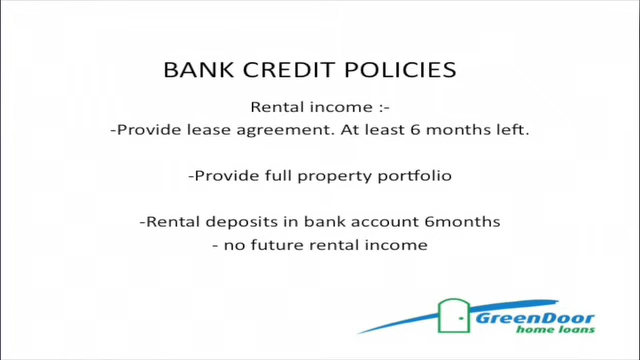 BANK CREDIT POLICIES
Rental income :-
-Provide lease agreement. At least 6 months left.
-Provide full property portfolio
-Rental deposits in bank account 6months
- no future rental income
GreenDoor
home loans